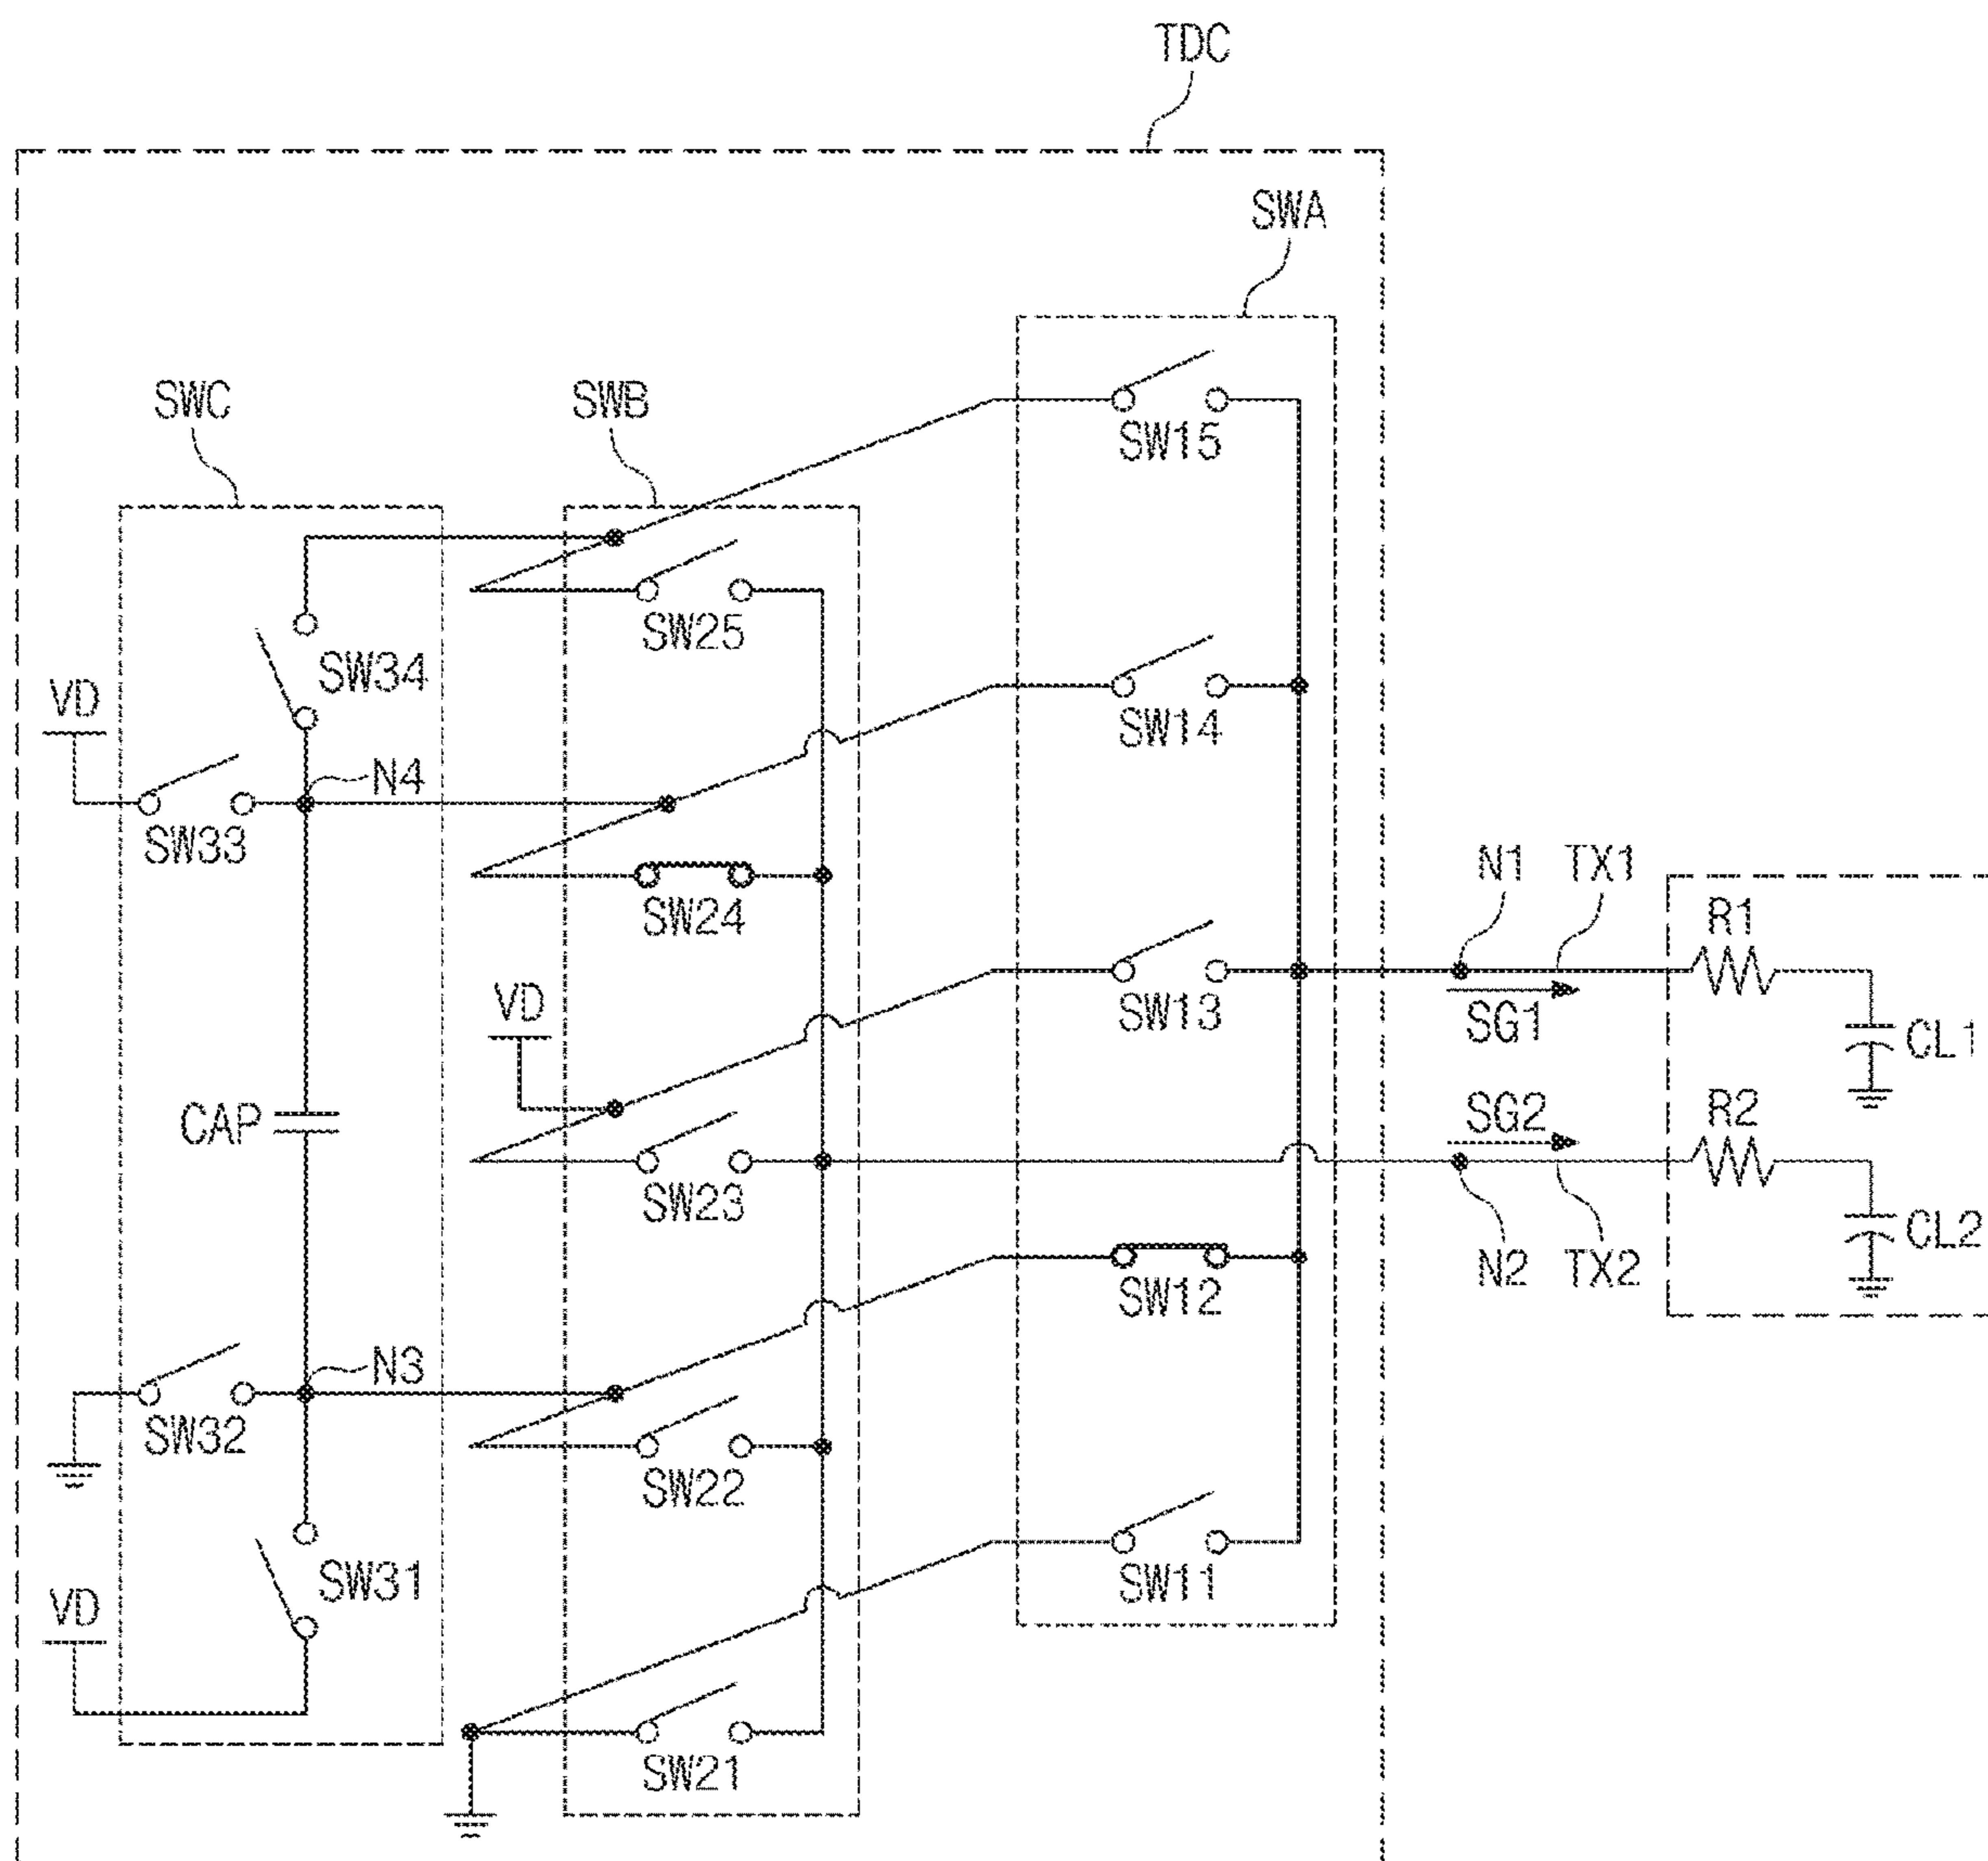 TDC
SWA
SWC
SWB
SW15
SW25
SW34
VD
SW14
N4
SW33
SW24
N1
TX1
R1
VD
SW13
SG1
CL1
CAP
SG2
R2
SW23
SW12
N2
TX2
CL2
N3
SW32
SW22
SW31
SW11
VD
SW21